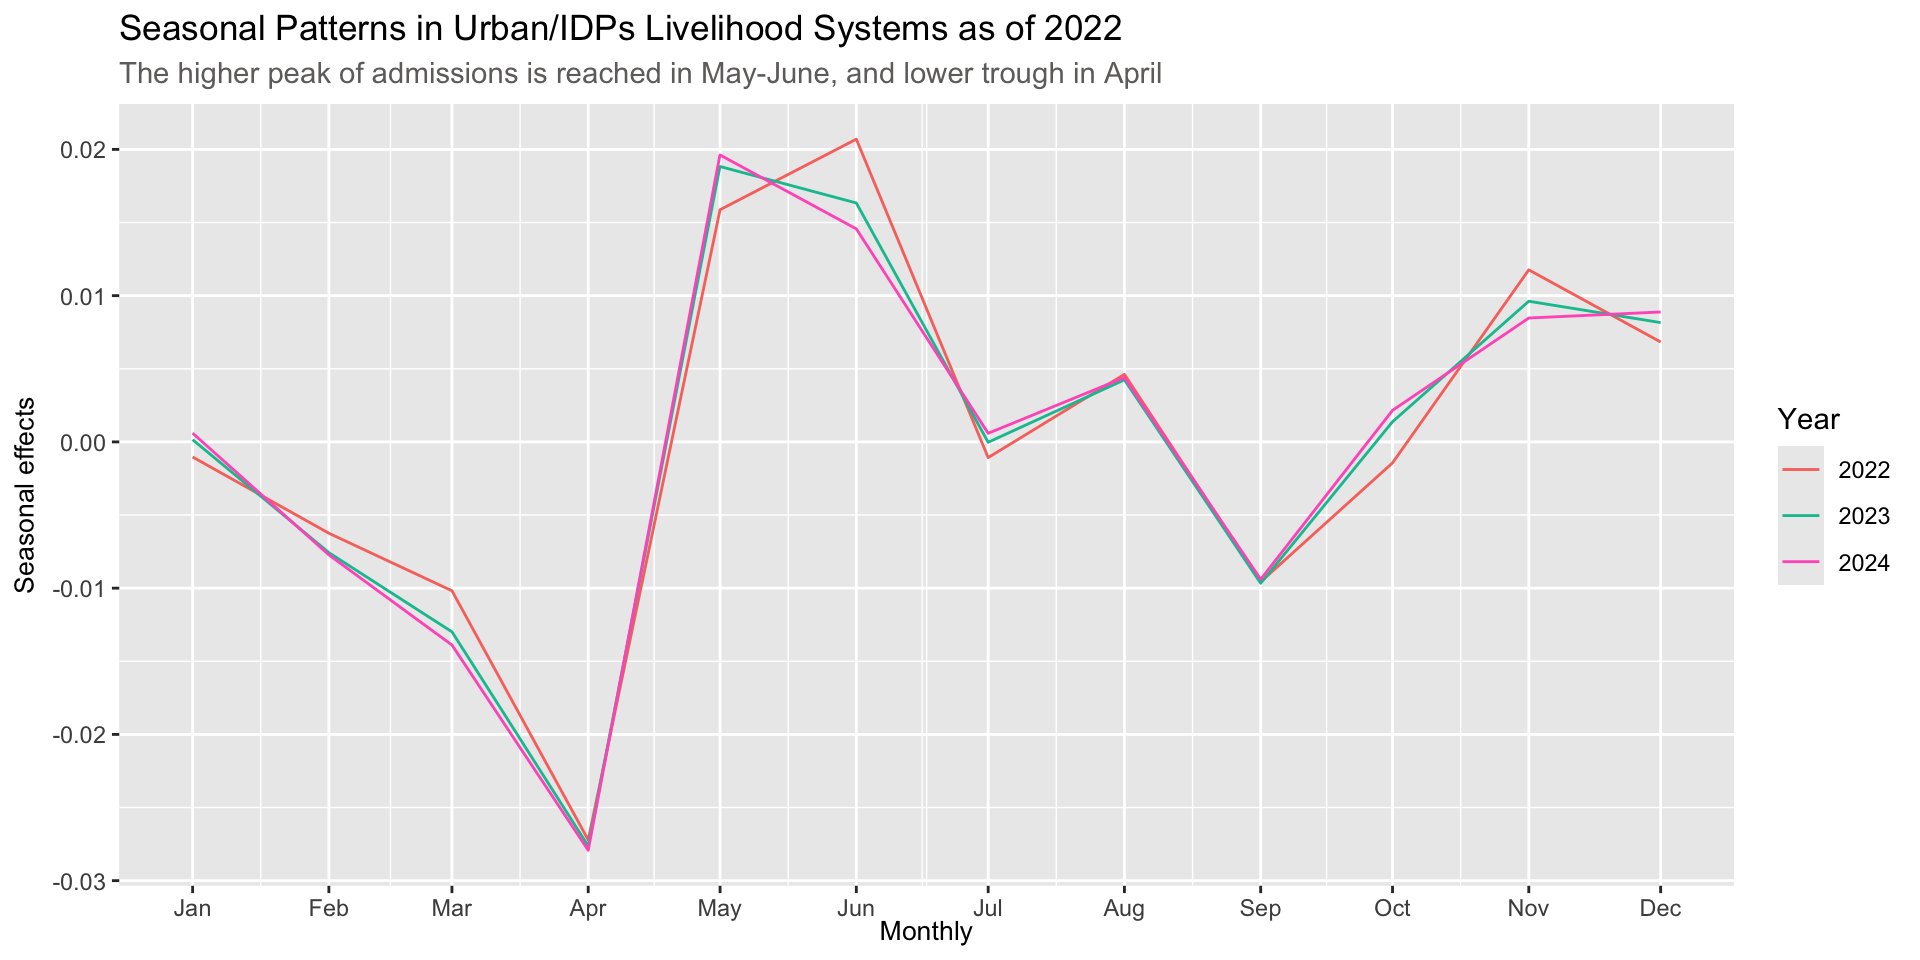 Seasonal Patterns in Urban/IDPs Livelihood Systems as of 2022
The higher peak of admissions is reached in May-June, and lower trough in April
Seasonal effects
0.02
0.01
0.00
-0.01
-0.02
-0.03
Jan Feb Mar Apr May Jun Jul Aug Sep Oct Nov Dec
Monthly
Year
2022
2023
2024